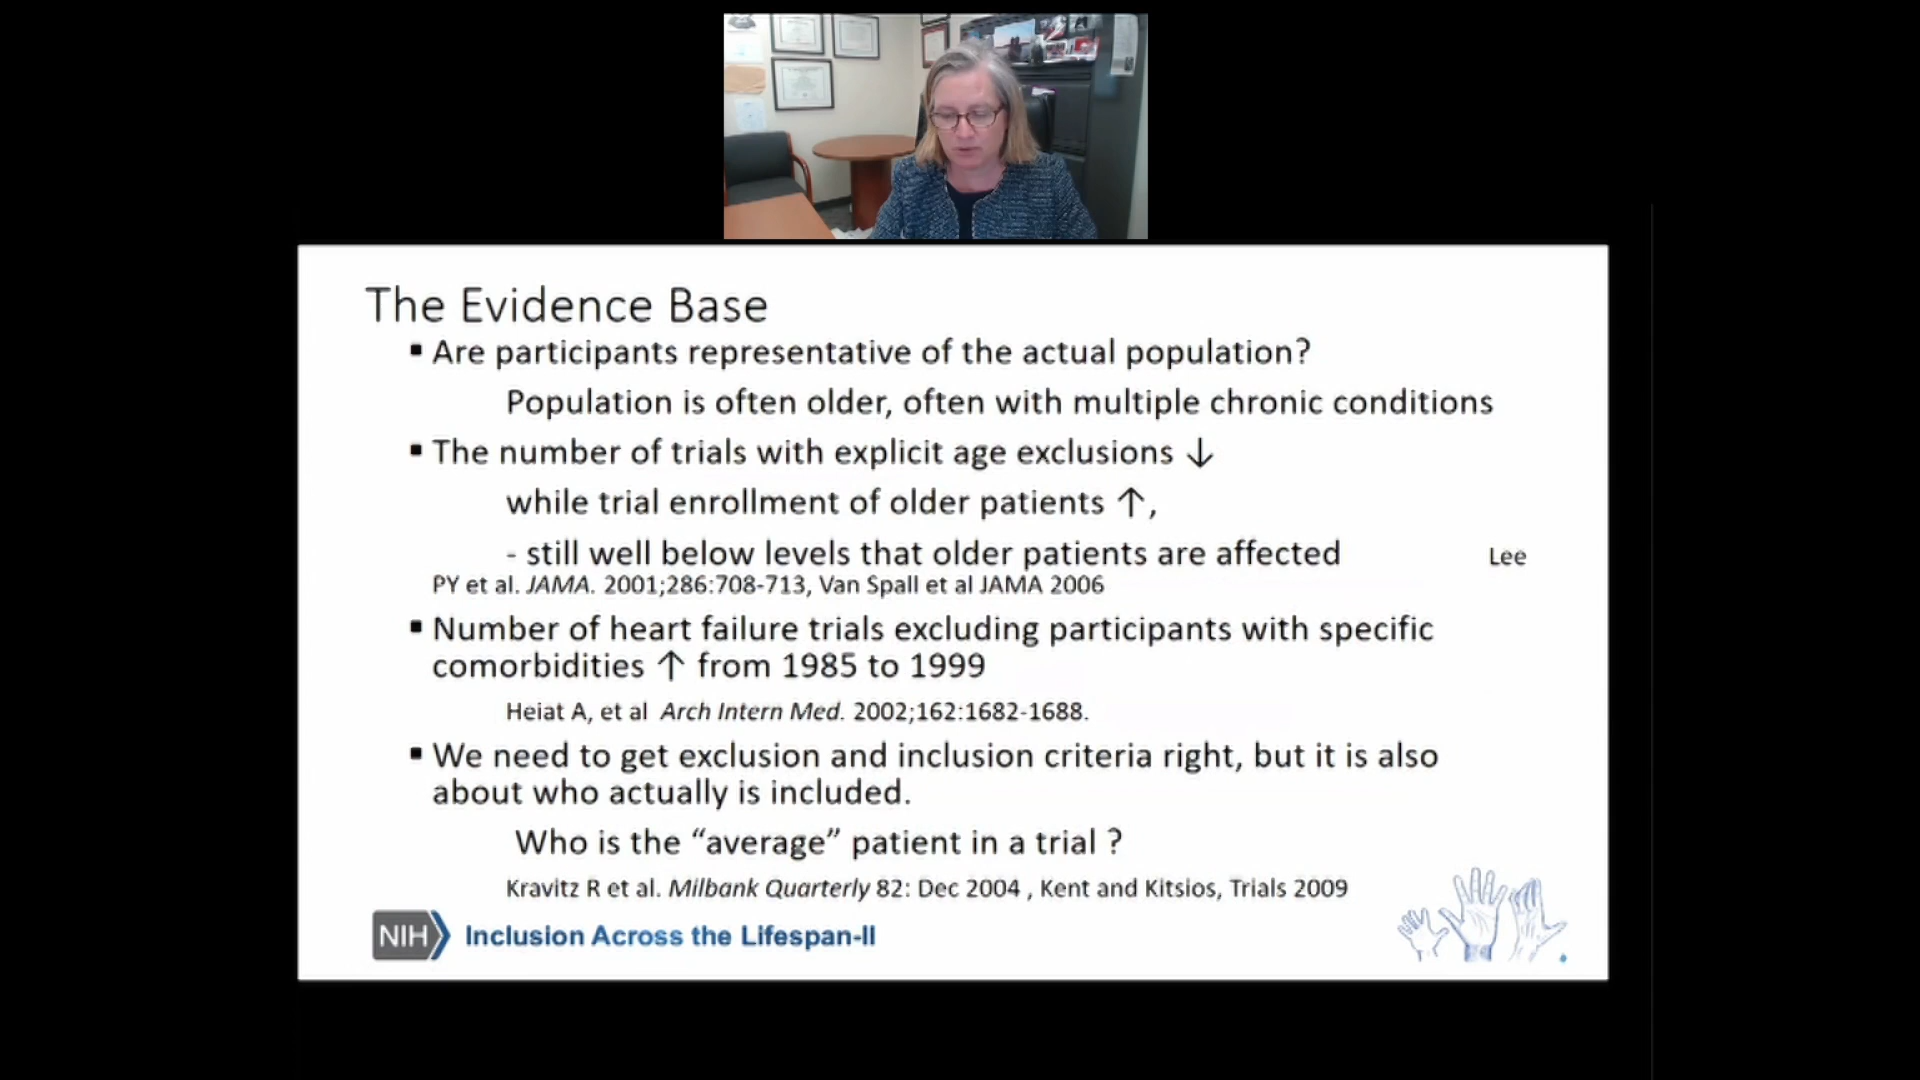 The Evidence Base
▪ Are participants representative of the actual population?
Population is often older, often with multiple chronic conditions
▪ The number of trials with explicit age exclusions ↓
while trial enrollment of older patients ↑,
- still well below levels that older patients are affected Lee
PY et al. JAMA. 2001;286:708-713, Van Spall et al JAMA 2006
▪ Number of heart failure trials excluding participants with specific
comorbidities ↑ from 1985 to 1999
Heiat A, et al Arch Intern Med. 2002;162:1682-1688.
▪ We need to get exclusion and inclusion criteria right, but it is also
about who actually is included.
Who is the “average” patient in a trial ?
Kravitz R et al. Milbank Quarterly 82: Dec 2004 , Kent and Kitsios, Trials 2009
NIH Inclusion Across the Lifespan-II